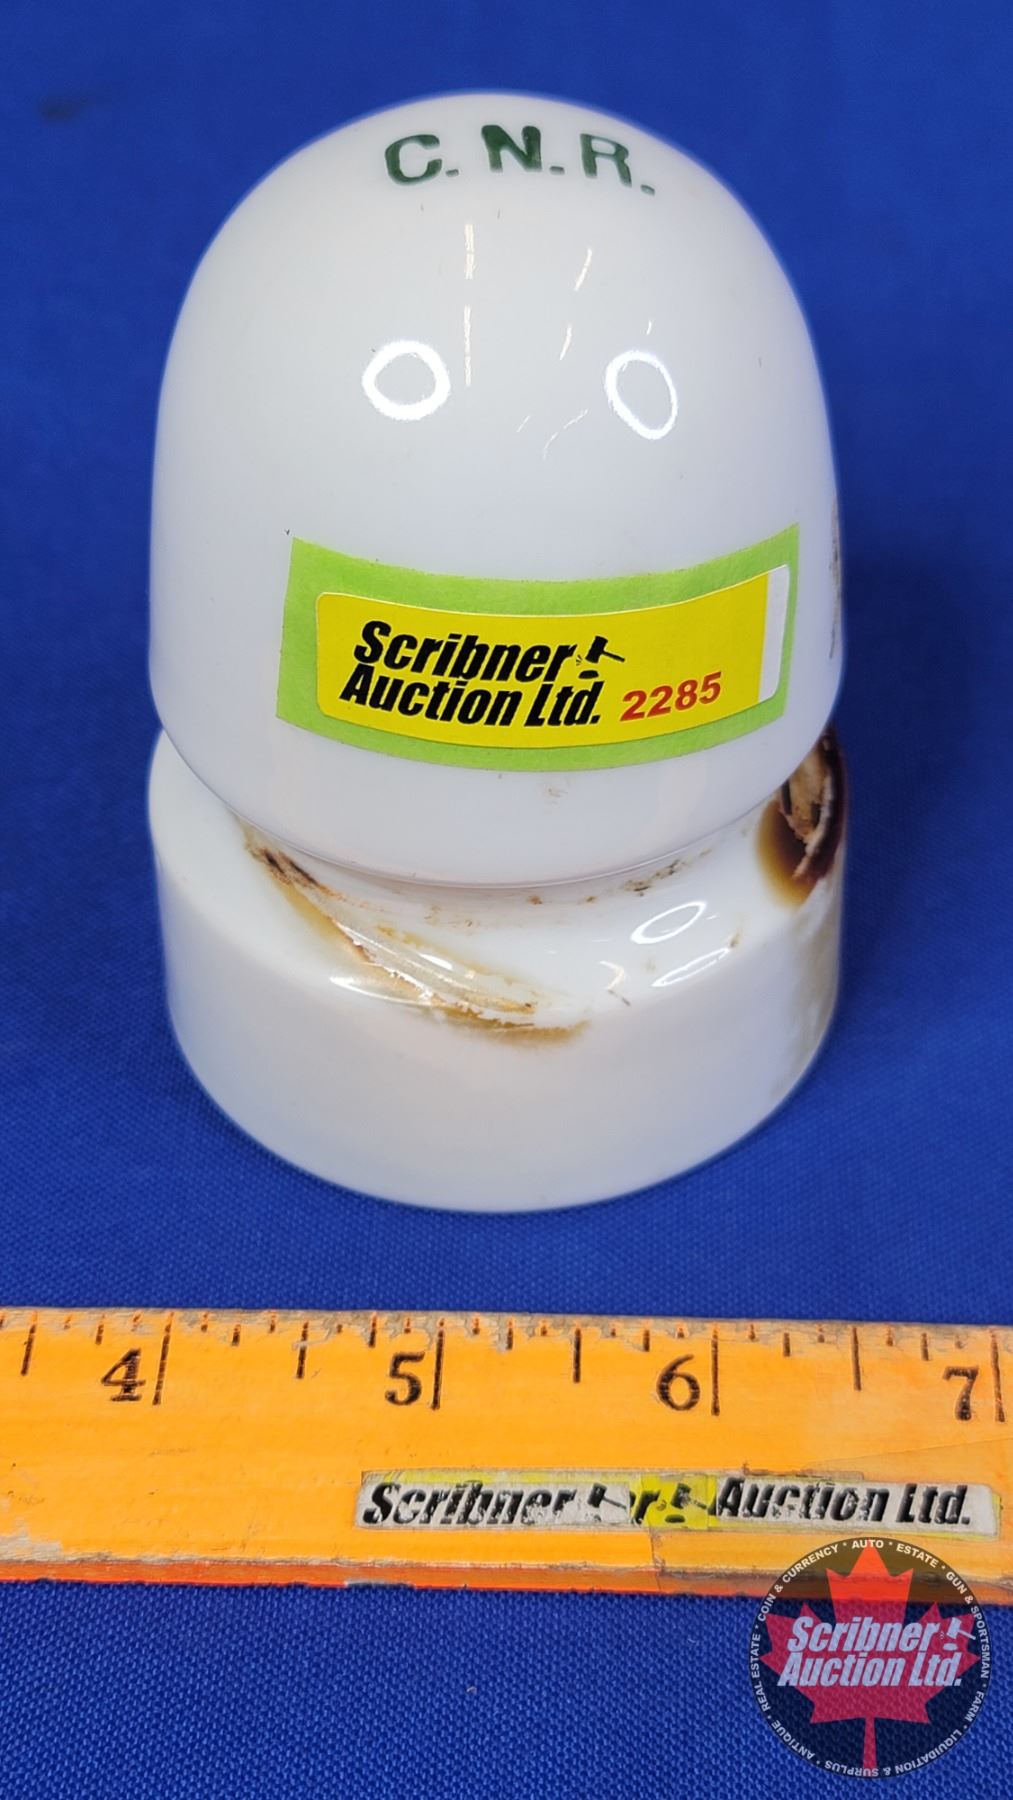 C. N. R.
Scribner
Auction Ltd. 2285
4 5 6 7
Scribner r Auction Ltd.
REAL ESTATE * COIN & CURRENCY * AUTO * ESTATE * GUN & SPORTSMAN * FARM * LIQUIDATION & SURPLUS * ANTIQUE *
Scribner
Auction Ltd.